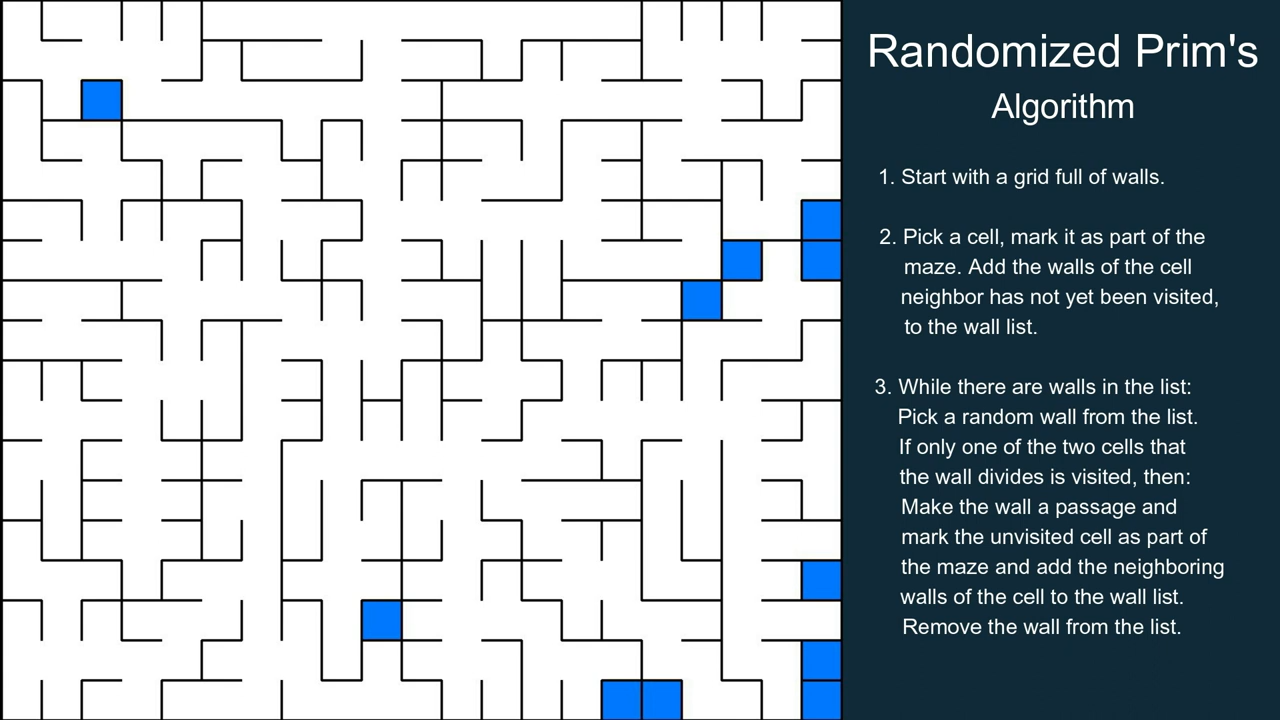 Randomized Prim's
Algorithm
1. Start with a grid full of walls.
2. Pick a cell, mark it as part of the
maze. Add the walls of the cell
neighbor has not yet been visited,
to the wall list.
3. While there are walls in the list:
Pick a random wall from the list.
If only one of the two cells that
the wall divides is visited, then:
Make the wall a passage and
mark the unvisited cell as part of
the maze and add the neighboring
walls of the cell to the wall list.
Remove the wall from the list.